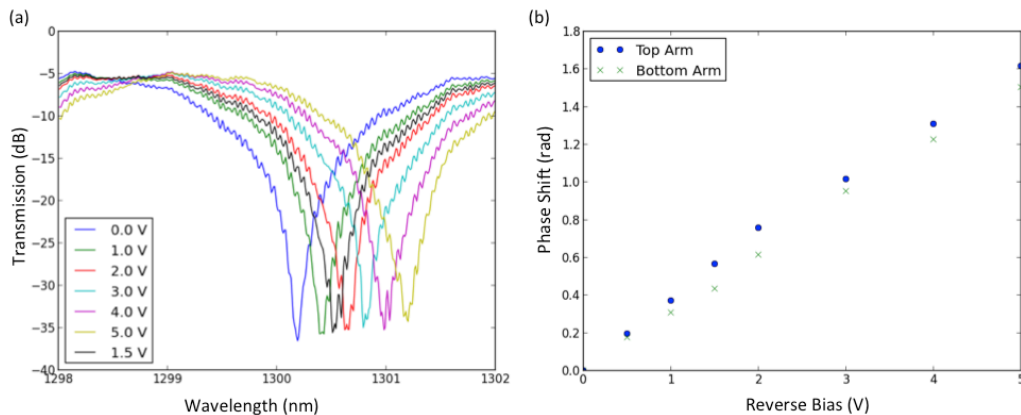 (a)
0
−5
−10
−15
−20
−25
−30
−35
−40
Transmission (dB)
0.0 V
1.0 V
2.0 V
3.0 V
4.0 V
5.0 V
1.5 V
1298
1299
1300
1301
1302
Wavelength (nm)
(b)
1.8
1.6
1.4
1.2
1.0
0.8
0.6
0.4
0.2
0.0
Phase Shift (rad)
Top Arm
Bottom Arm
0
1
2
3
4
5
Reverse Bias (V)